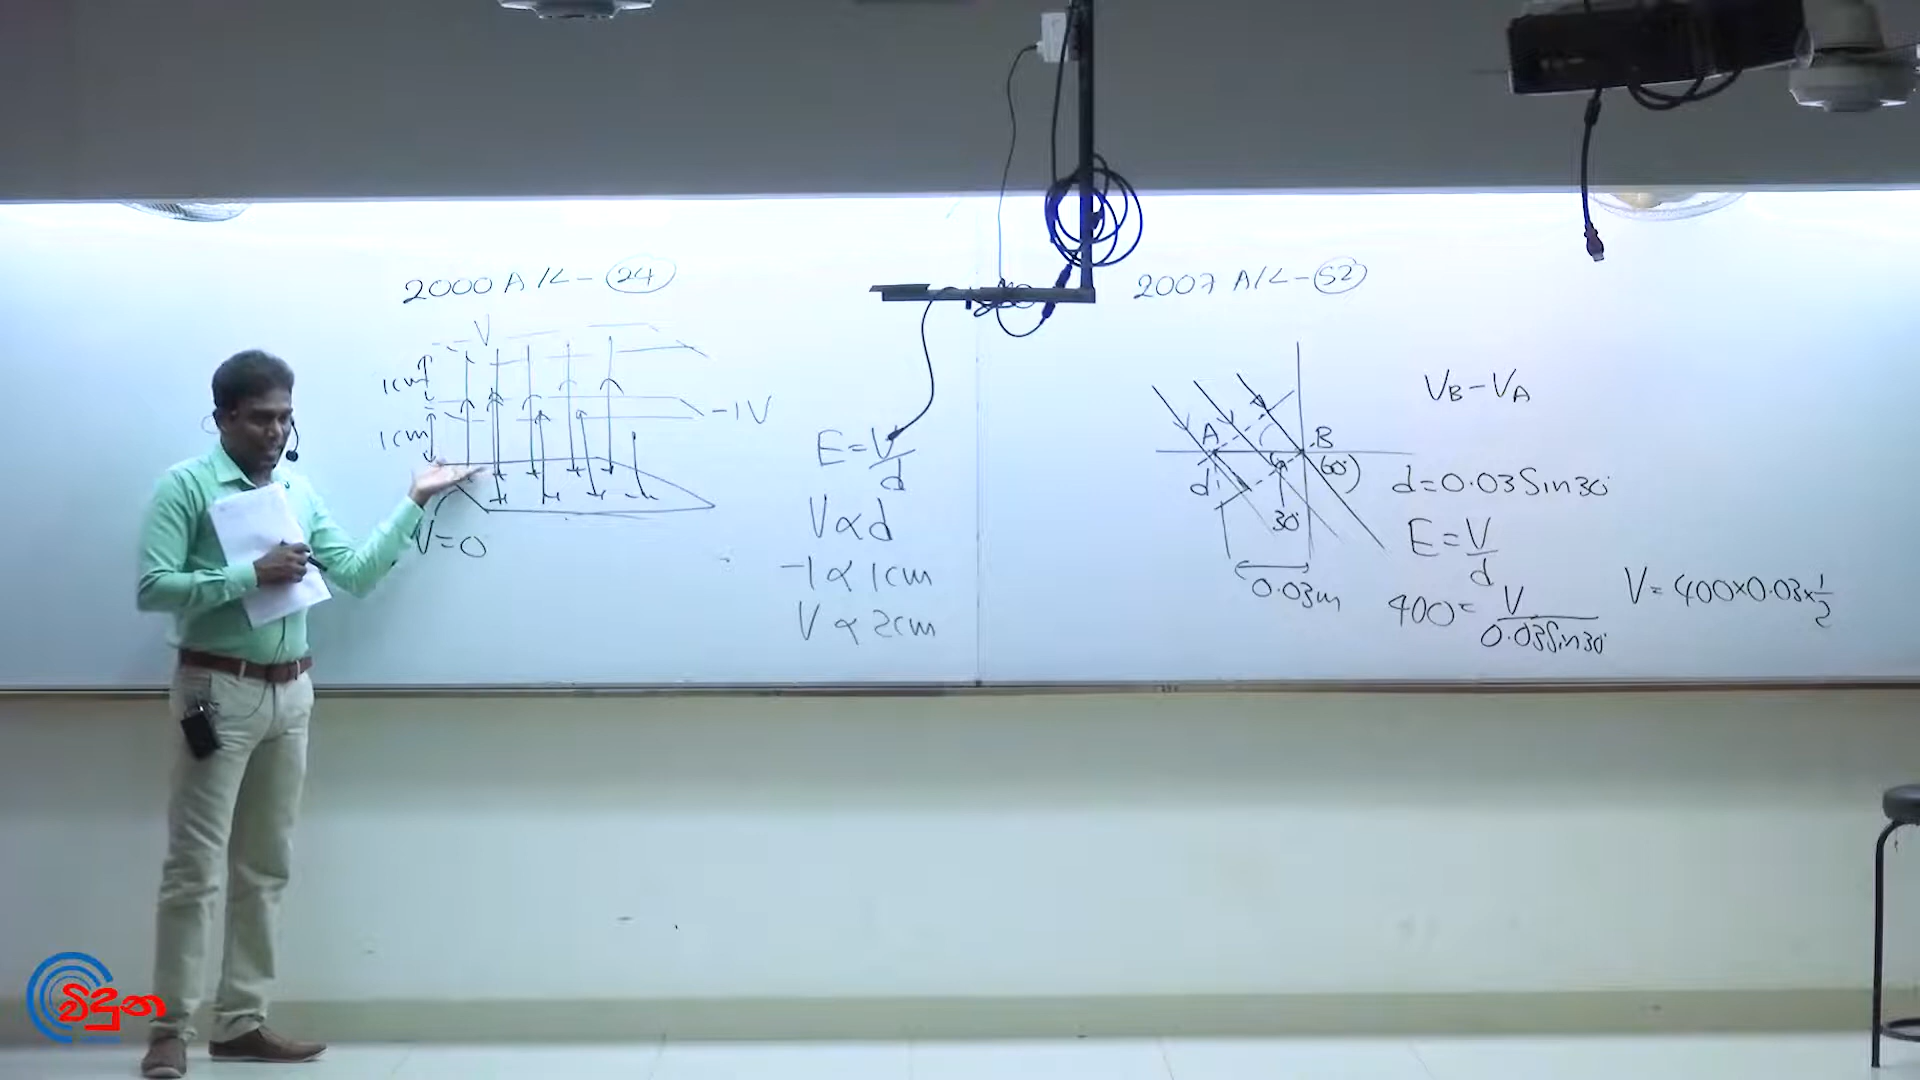 2000 A/L - 24
V
1cm
1cm
-1V
V=0
E=V/d
V∝d
-1∝1cm
V∝2cm
2007 A/L - 52
VB-VA
A
B
60°
d
30°
0.03m
d=0.03Sin30°
E=V/d
400=V/0.03Sin30°
V=400×0.03×1/2
විදුන